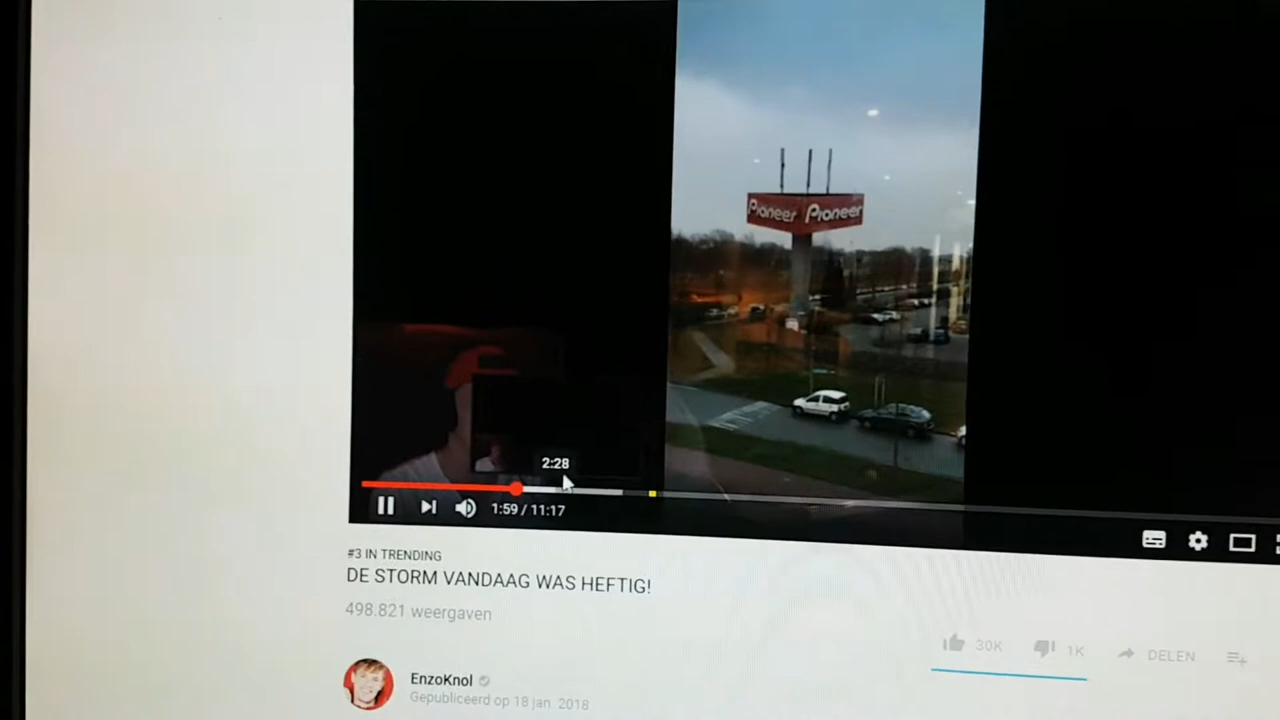 Pioneer Pioneer
2:28
1:59 / 11:17
#3 IN TRENDING
DE STORM VANDAAG WAS HEFTIG!
498.821 weergaven
30K 1K DELEN
EnzoKnol
Gepubliceerd op 18 jan. 2018